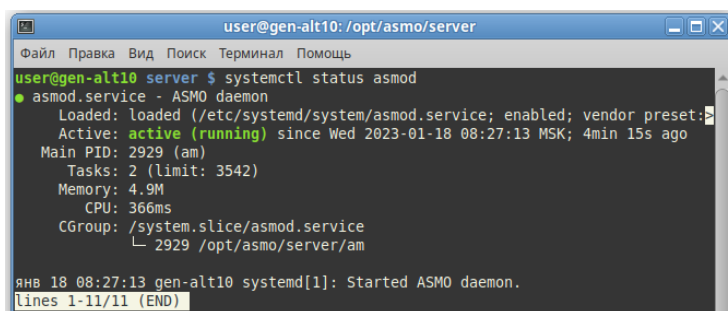 user@gen-alt10: /opt/asmo/server
Файл Правка Вид Поиск Терминал Помощь
user@gen-alt10 server $ systemctl status asmod
● asmod.service - ASMO daemon
Loaded: loaded (/etc/systemd/system/asmod.service; enabled; vendor preset:>
Active: active (running) since Wed 2023-01-18 08:27:13 MSK; 4min 15s ago
Main PID: 2929 (am)
Tasks: 2 (limit: 3542)
Memory: 4.9M
CPU: 366ms
CGroup: /system.slice/asmod.service
└─ 2929 /opt/asmo/server/am
янв 18 08:27:13 gen-alt10 systemd[1]: Started ASMO daemon.
lines 1-11/11 (END)